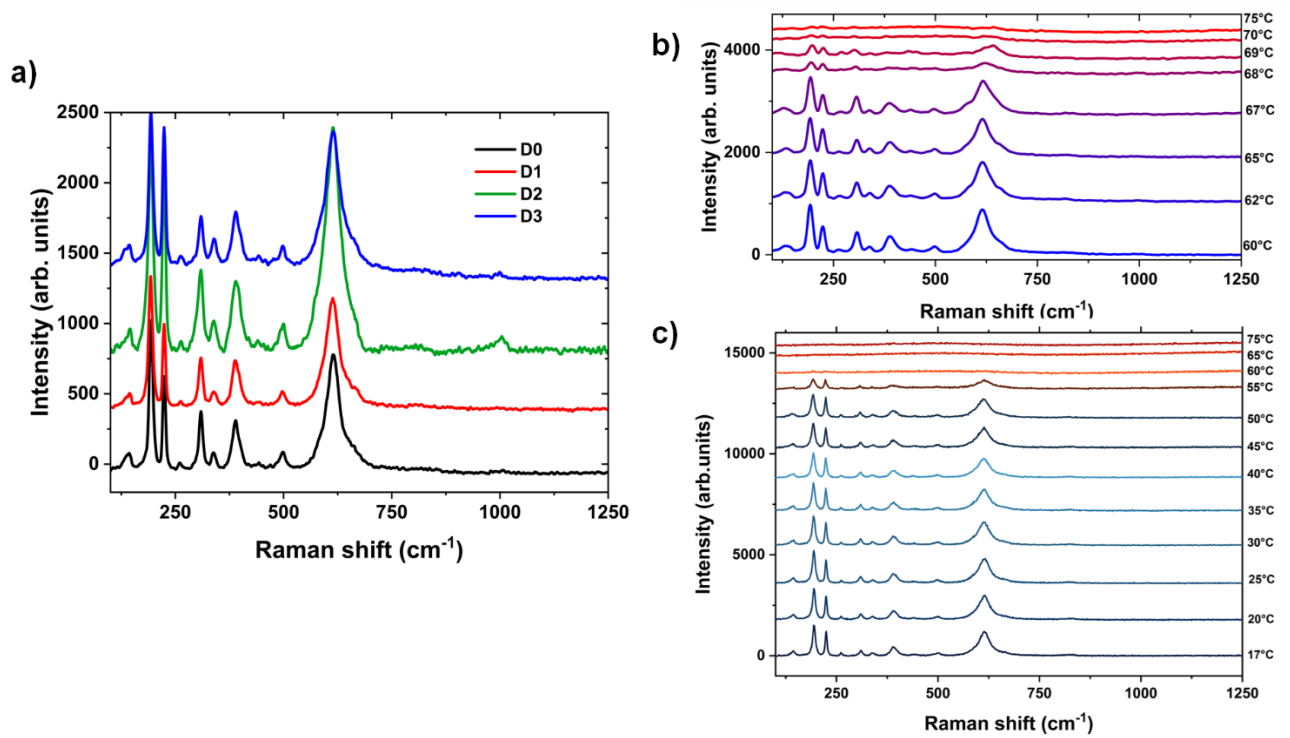 a)
2500
2000
1500
1000
500
0
250
500
750
1000
1250
Intensity (arb. units)
Raman shift (cm-1)
D0
D1
D2
D3
b)
4000
2000
0
250
500
750
1000
1250
Intensity (arb. units)
Raman shift (cm-1)
75°C
70°C
69°C
68°C
67°C
65°C
62°C
60°C
c)
15000
10000
5000
0
250
500
750
1000
1250
Intensity (arb.units)
Raman shift (cm-1)
75°C
65°C
60°C
55°C
50°C
45°C
40°C
35°C
30°C
25°C
20°C
17°C